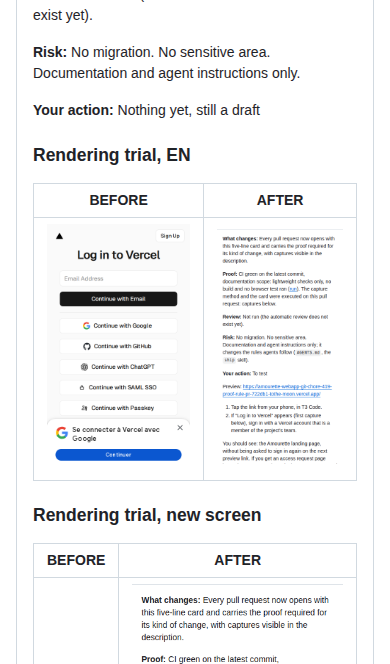 exist yet).
Risk: No migration. No sensitive area.
Documentation and agent instructions only.
Your action: Nothing yet, still a draft
Rendering trial, EN
BEFORE
AFTER
Sign Up
Log in to Vercel
Email Address
Continue with Email
Continue with Google
Continue with GitHub
Continue with ChatGPT
Continue with SAML SSO
Continue with Passkey
Se connecter à Vercel avec
Google
Continuer
What changes: Every pull request now opens with
this five-line card and carries the proof required for
its kind of change, with captures visible in the
description.
Proof: CI green on the latest commit,
documentation scope: lightweight checks only, no
build and no browser test ran (run). The capture
method and the card were executed on this pull
request: captures below.
Review: Not run (the automatic review does not
exist yet).
Risk: No migration. No sensitive area.
Documentation and agent instructions only, it
changes the rules agents follow (
skill).
Your action: To test
Preview:
1. Tap the link from your phone, in T3 Code.
2. If "Log in to Vercel" appears (first capture
below), sign in with a Vercel account that is a
member of the project's team.
You should see: the Amourette landing page,
without being asked to sign in again on the next
preview link. If you get an access request page
Rendering trial, new screen
BEFORE
AFTER
What changes: Every pull request now opens with
this five-line card and carries the proof required for
its kind of change, with captures visible in the
description.
Proof: CI green on the latest commit,